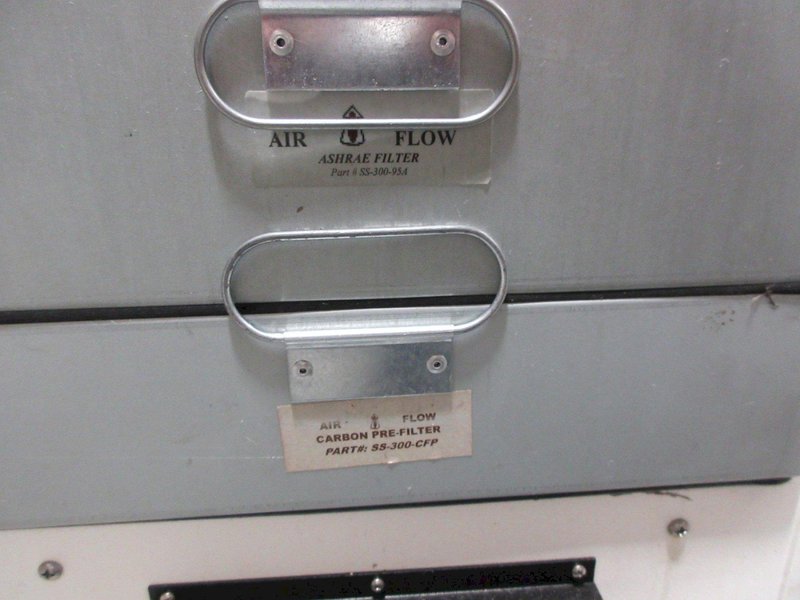 AIR FLOW
ASHRAE FILTER
Part # SS-300-95A
AIR FLOW
CARBON PRE-FILTER
PART#: SS-300-CFP